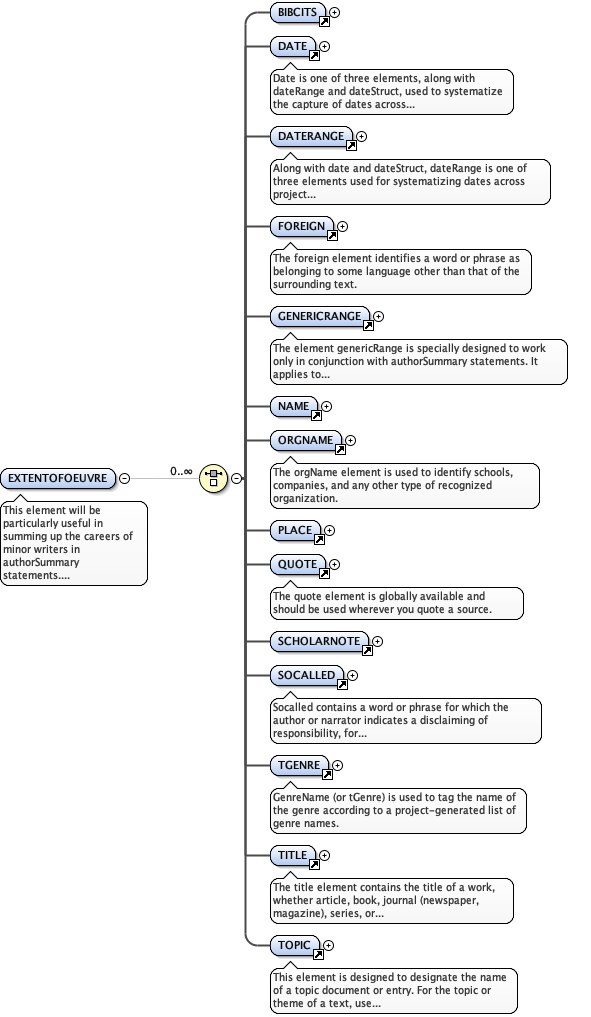 BIBCITS
DATE
Date is one of three elements, along with
dateRange and dateStruct, used to systematize
the capture of dates across...
DATERANGE
Along with date and dateStruct, dateRange is one of
three elements used for systematizing dates across
project...
FOREIGN
The foreign element identifies a word or phrase as
belonging to some language other than that of the
surrounding text.
GENERICRANGE
The element genericRange is specially designed to work
only in conjunction with authorSummary statements. It
applies to...
NAME
ORGNAME
The orgName element is used to identify schools,
companies, and any other type of recognized
organization.
EXTENTOFOEUVRE
0..∞
This element will be
particularly useful in
summing up the careers of
minor writers in
authorSummary
statements....
PLACE
QUOTE
The quote element is globally available and
should be used wherever you quote a source.
SCHOLARNOTE
SOCALLED
Socalled contains a word or phrase for which the
author or narrator indicates a disclaiming of
responsibility, for...
TGENRE
GenreName (or tGenre) is used to tag the name of
the genre according to a project-generated list of
genre names.
TITLE
The title element contains the title of a work,
whether article, book, journal (newspaper,
magazine), series, or...
TOPIC
This element is designed to designate the name
of a topic document or entry. For the topic or
theme of a text, use...